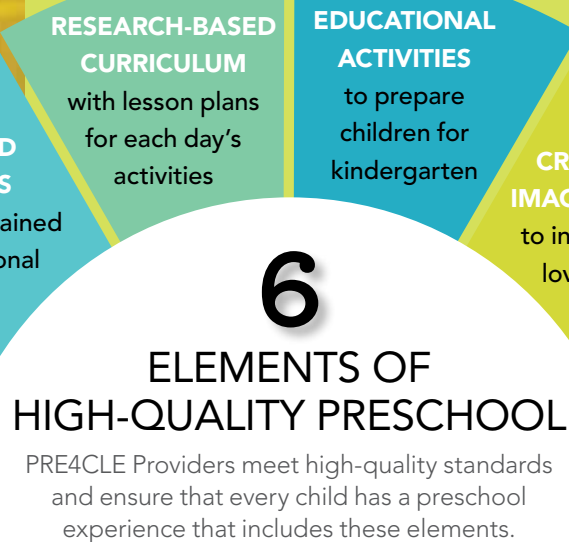 RESEARCH-BASED
CURRICULUM
with lesson plans
for each day's
activities
EDUCATIONAL
ACTIVITIES
to prepare
children for
kindergarten
6
ELEMENTS OF
HIGH-QUALITY PRESCHOOL
PRE4CLE Providers meet high-quality standards
and ensure that every child has a preschool
experience that includes these elements.